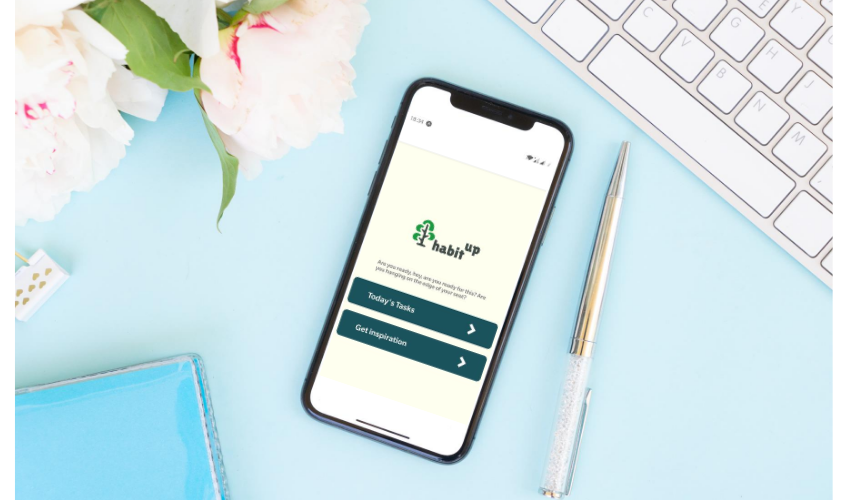 18:34
habit up
Are you ready, hey, are you ready for this? Are
you hanging on the edge of your seat?
Today's Tasks
Get inspiration
Y
G H J
C V B N M